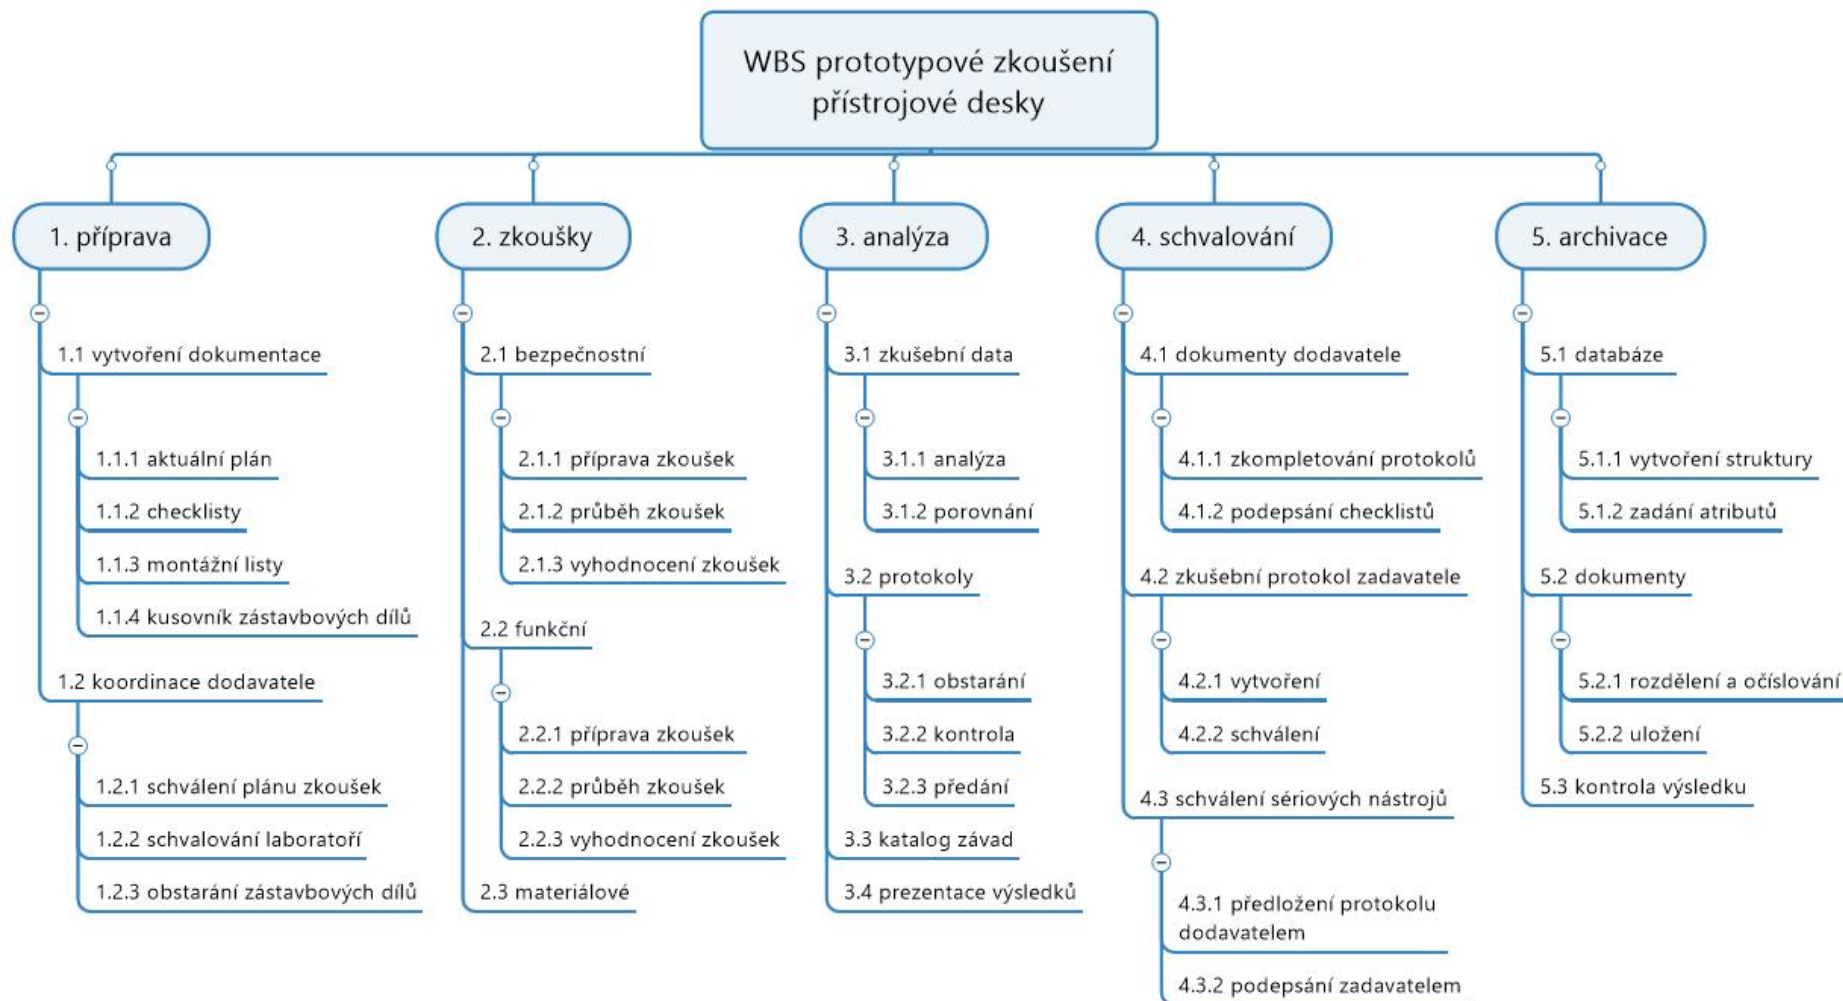 WBS prototypové zkoušení
přístrojové desky
1. příprava
1.1 vytvoření dokumentace
1.1.1 aktuální plán
1.1.2 checklisty
1.1.3 montážní listy
1.1.4 kusovník zástavbových dílů
1.2 koordinace dodavatele
1.2.1 schválení plánu zkoušek
1.2.2 schvalování laboratoří
1.2.3 obstarání zástavbových dílů
2. zkoušky
2.1 bezpečnostní
2.1.1 příprava zkoušek
2.1.2 průběh zkoušek
2.1.3 vyhodnocení zkoušek
2.2 funkční
2.2.1 příprava zkoušek
2.2.2 průběh zkoušek
2.2.3 vyhodnocení zkoušek
2.3 materiálové
3. analýza
3.1 zkušební data
3.1.1 analýza
3.1.2 porovnání
3.2 protokoly
3.2.1 obstarání
3.2.2 kontrola
3.2.3 předání
3.3 katalog závad
3.4 prezentace výsledků
4. schvalování
4.1 dokumenty dodavatele
4.1.1 zkompletování protokolů
4.1.2 podepsání checklistů
4.2 zkušební protokol zadavatele
4.2.1 vytvoření
4.2.2 schválení
4.3 schválení sériových nástrojů
4.3.1 předložení protokolu
dodavatelem
4.3.2 podepsání zadavatelem
5. archivace
5.1 databáze
5.1.1 vytvoření struktury
5.1.2 zadání atributů
5.2 dokumenty
5.2.1 rozdělení a očíslování
5.2.2 uložení
5.3 kontrola výsledku